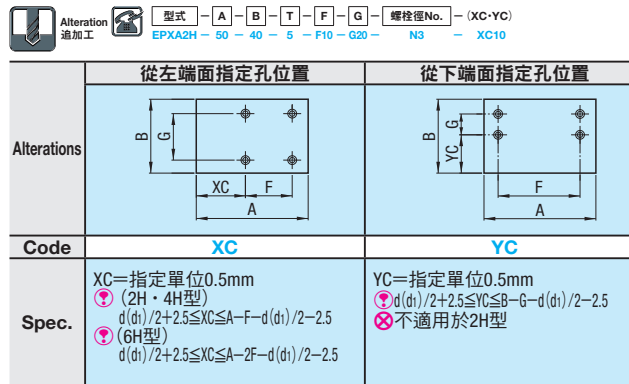 Alteration
追加工
型式 － A － B － T － F － G － 螺栓徑No. － (XC·YC)
EPXA2H － 50 － 40 － 5 － F10 － G20 － N3 － XC10
從左端面指定孔位置
從下端面指定孔位置
Alterations
B
G
XC
F
A
B
G
YC
F
A
Code
XC
YC
Spec.
XC＝指定單位0.5mm
（2H・4H型）
d(d1)/2+2.5≦XC≦A−F−d(d1)/2−2.5
（6H型）
d(d1)/2+2.5≦XC≦A−2F−d(d1)/2−2.5
YC＝指定單位0.5mm
d(d1)/2+2.5≦YC≦B−G−d(d1)/2−2.5
不適用於2H型